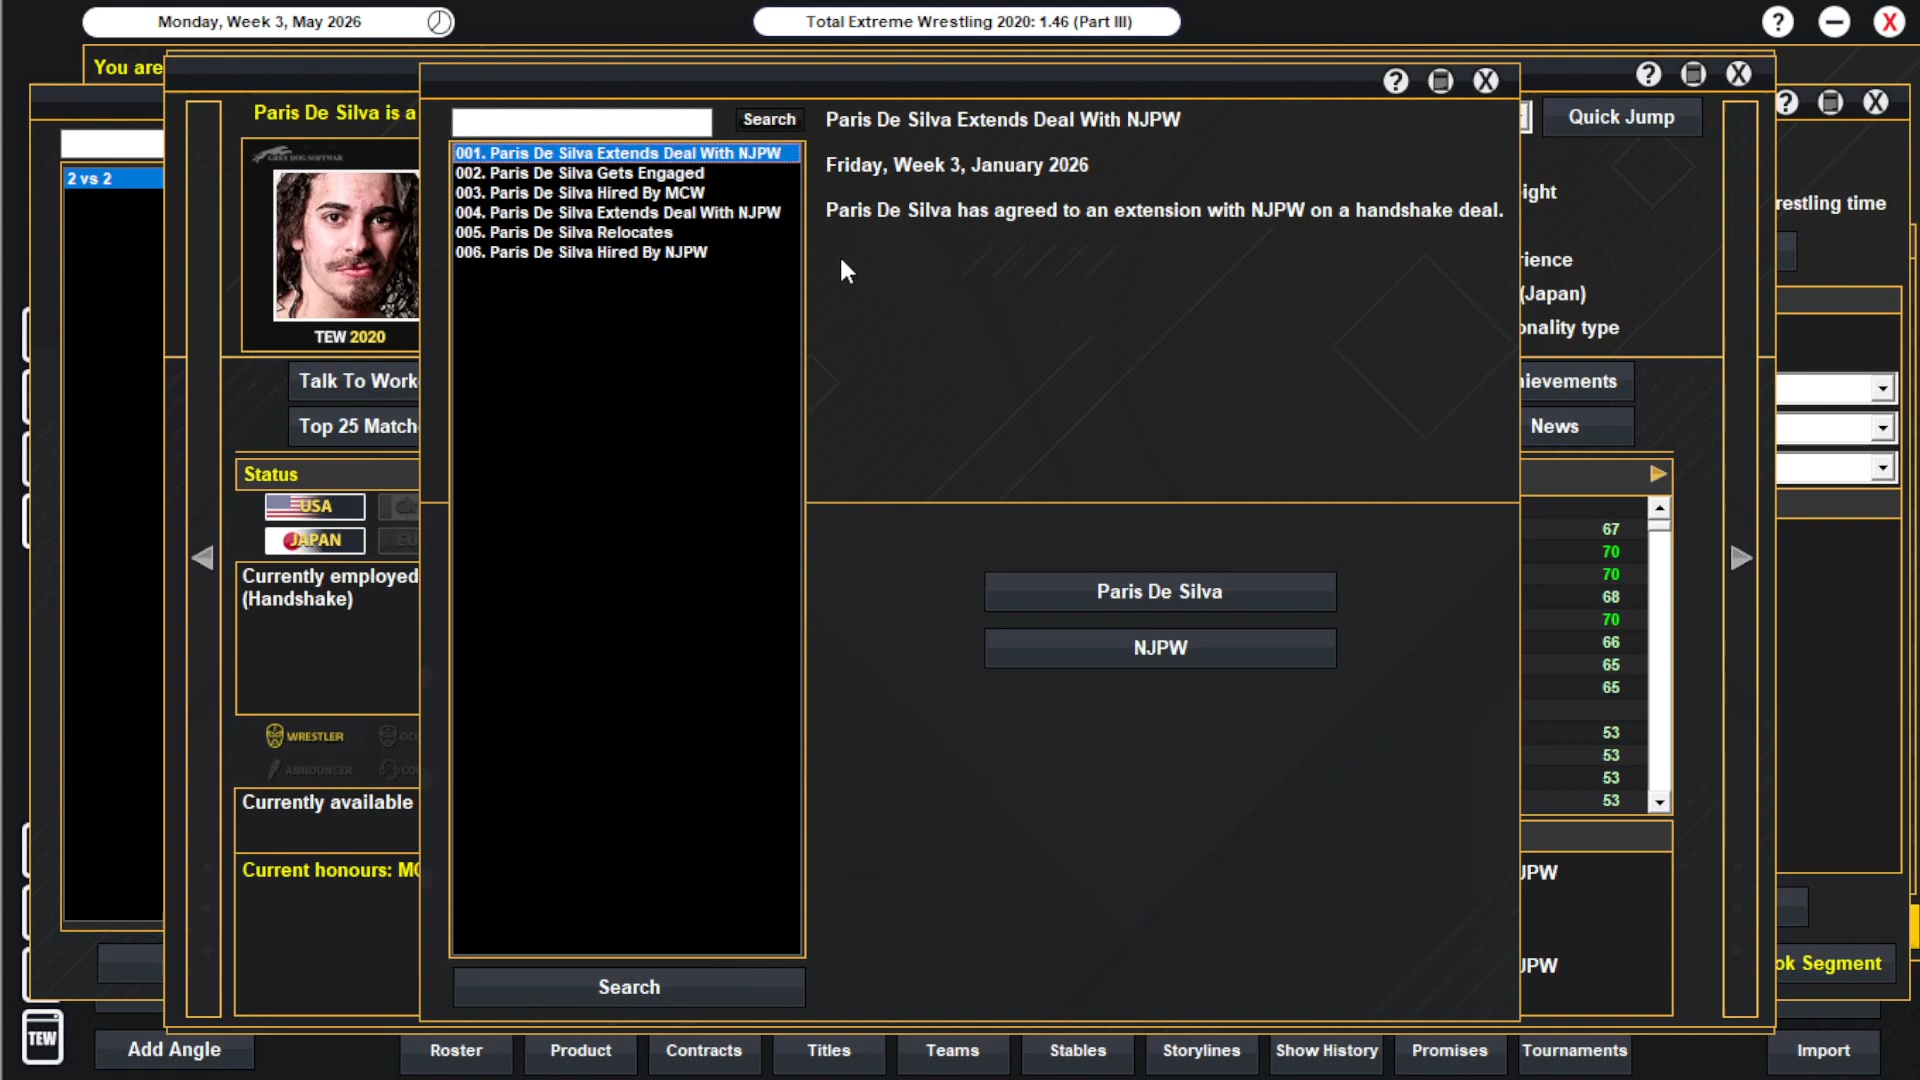 Monday, Week 3, May 2026
Total Extreme Wrestling 2020: 1.46 (Part III)
You are
Paris De Silva is a
Search
Paris De Silva Extends Deal With NJPW
Quick Jump
001. Paris De Silva Extends Deal With NJPW
002. Paris De Silva Gets Engaged
003. Paris De Silva Hired By MCW
004. Paris De Silva Extends Deal With NJPW
005. Paris De Silva Relocates
006. Paris De Silva Hired By NJPW
Friday, Week 3, January 2026
Paris De Silva has agreed to an extension with NJPW on a handshake deal.
2 vs 2
ight
restling time
rience
(Japan)
onality type
TEW 2020
Talk To Work
Top 25 Match
hievements
News
Status
USA
JAPAN
EU
Currently employed
(Handshake)
67
70
70
68
70
66
65
65
53
53
53
53
Paris De Silva
NJPW
WRESTLER
ANNOUNCER
Currently available
Current honours: MC
JPW
JPW
ok Segment
Search
TEW
Add Angle
Roster
Product
Contracts
Titles
Teams
Stables
Storylines
Show History
Promises
Tournaments
Import